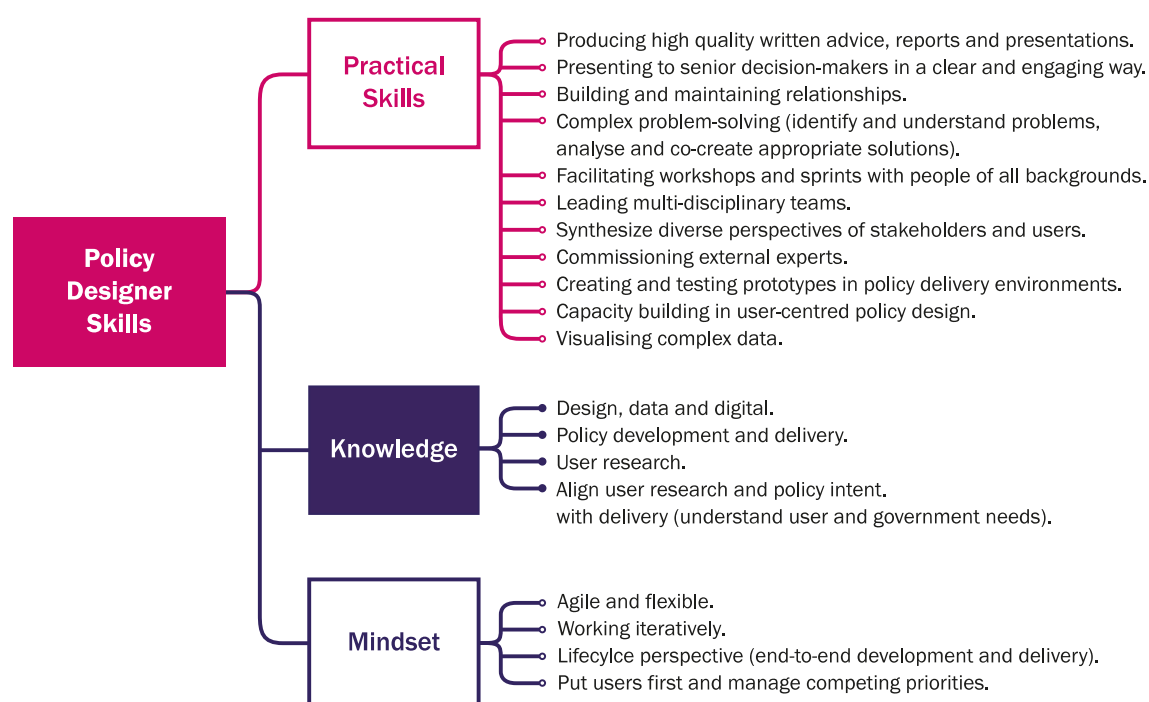 Policy
Designer
Skills
Practical
Skills
Producing high quality written advice, reports and presentations.
Presenting to senior decision-makers in a clear and engaging way.
Building and maintaining relationships.
Complex problem-solving (identify and understand problems,
analyse and co-create appropriate solutions).
Facilitating workshops and sprints with people of all backgrounds.
Leading multi-disciplinary teams.
Synthesize diverse perspectives of stakeholders and users.
Commissioning external experts.
Creating and testing prototypes in policy delivery environments.
Capacity building in user-centred policy design.
Visualising complex data.
Knowledge
Design, data and digital.
Policy development and delivery.
User research.
Align user research and policy intent.
with delivery (understand user and government needs).
Mindset
Agile and flexible.
Working iteratively.
Lifecylce perspective (end-to-end development and delivery).
Put users first and manage competing priorities.